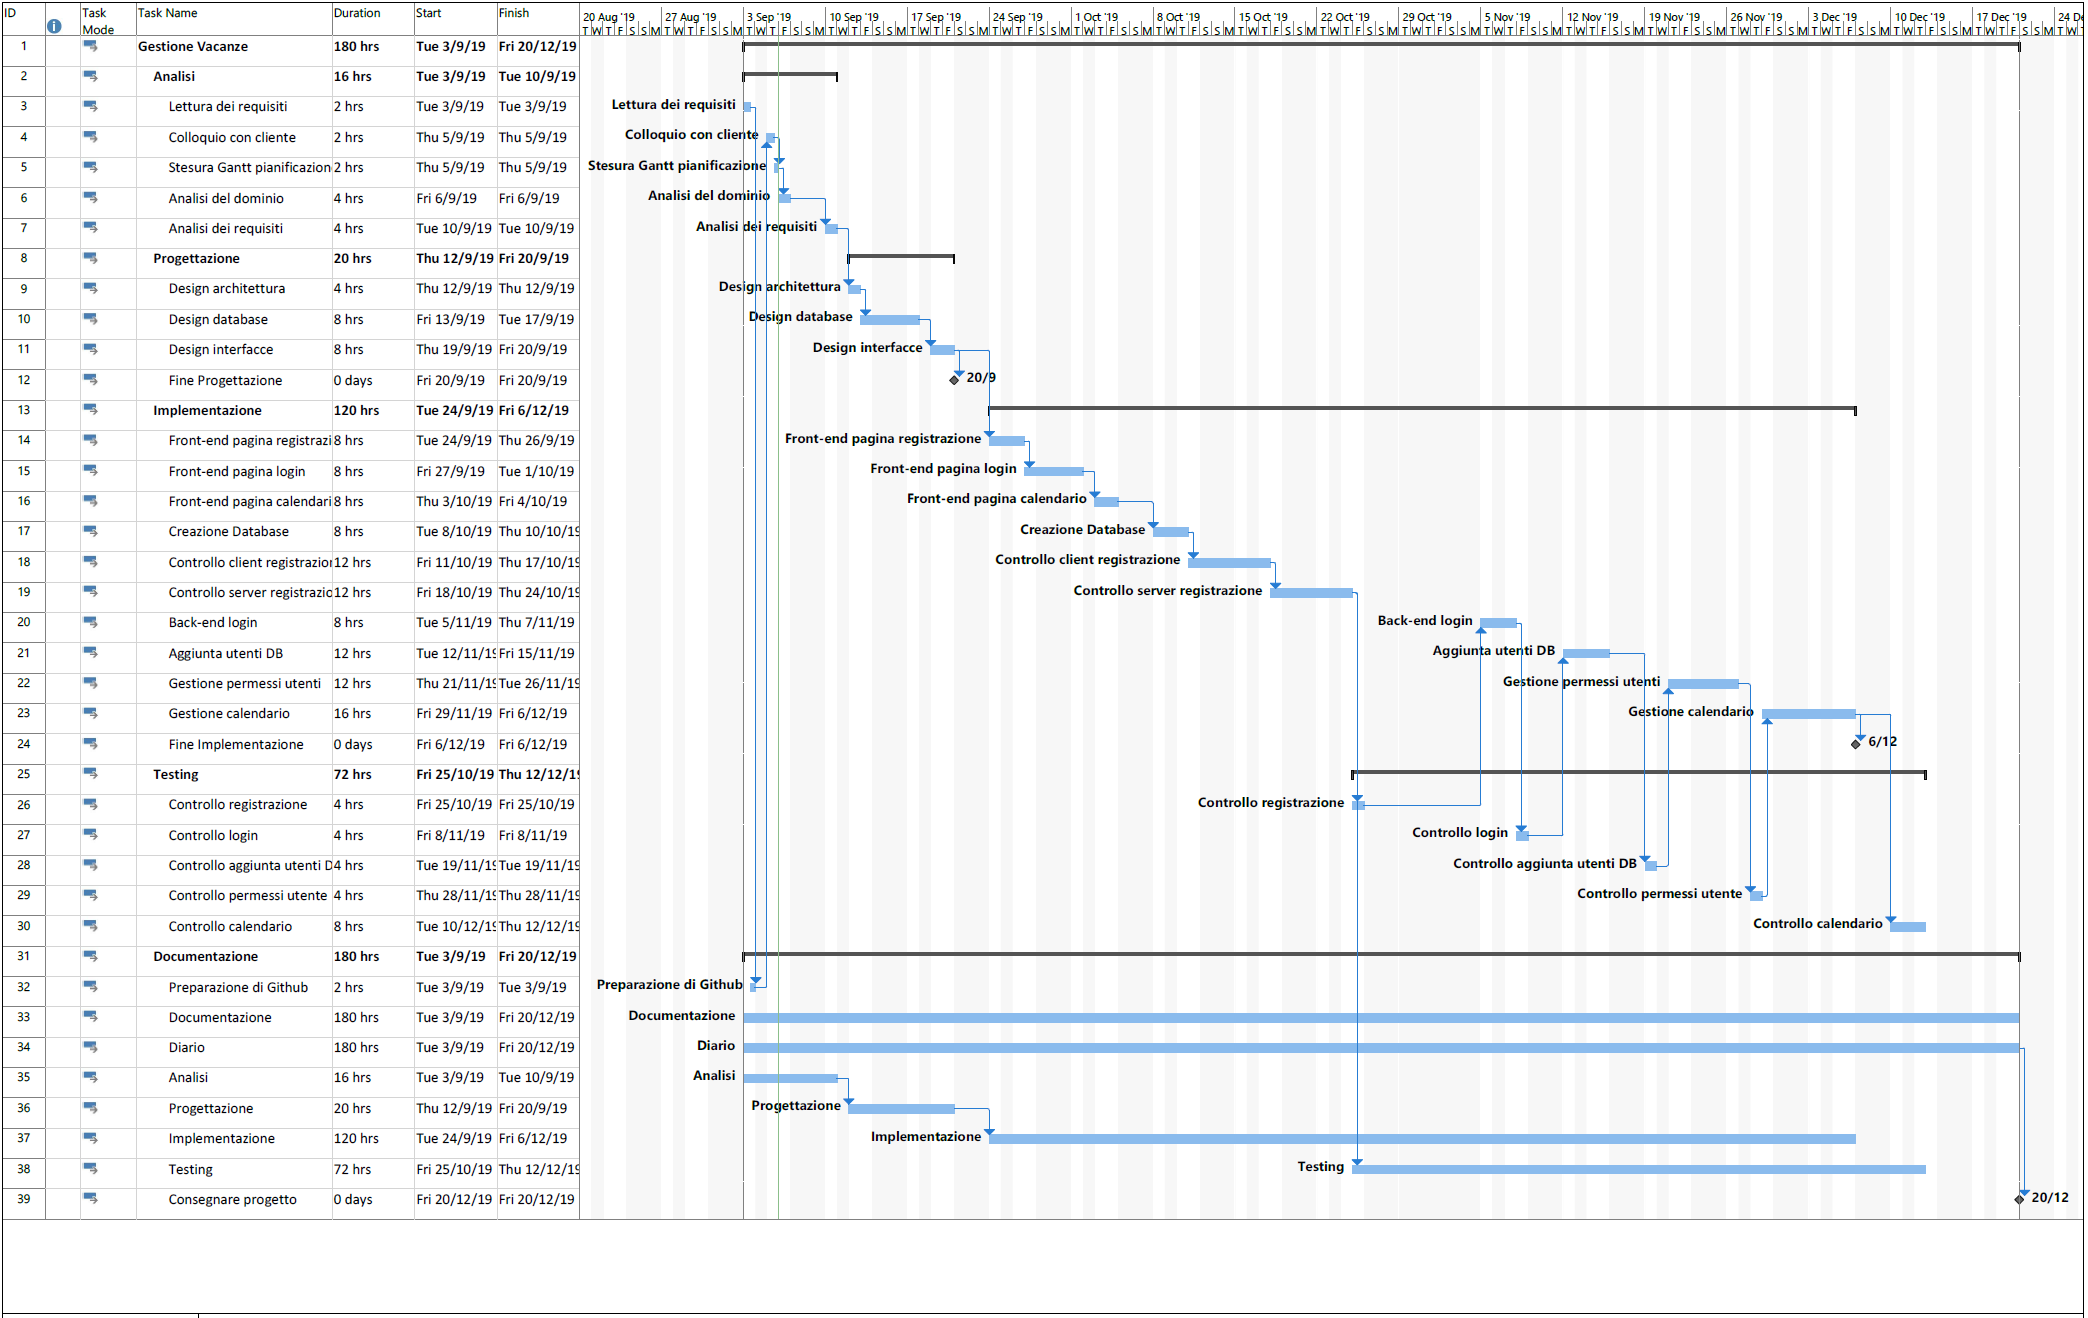 ID Task Mode Task Name Duration Start Finish 20 Aug '19 27 Aug '19 3 Sep '19 10 Sep '19 17 Sep '19 24 Sep '19 1 Oct '19 8 Oct '19 15 Oct '19 22 Oct '19 29 Oct '19 5 Nov '19 12 Nov '19 19 Nov '19 26 Nov '19 3 Dec '19 10 Dec '19 17 Dec '19
1 Gestione Vacanze 180 hrs Tue 3/9/19 Fri 20/12/19
2 Analisi 16 hrs Tue 3/9/19 Tue 10/9/19
3 Lettura dei requisiti 2 hrs Tue 3/9/19 Tue 3/9/19 Lettura dei requisiti
4 Colloquio con cliente 2 hrs Thu 5/9/19 Thu 5/9/19 Colloquio con cliente
5 Stesura Gantt pianificazion 2 hrs Thu 5/9/19 Thu 5/9/19 Stesura Gantt pianificazione
6 Analisi del dominio 4 hrs Fri 6/9/19 Fri 6/9/19 Analisi del dominio
7 Analisi dei requisiti 4 hrs Tue 10/9/19 Tue 10/9/19 Analisi dei requisiti
8 Progettazione 20 hrs Thu 12/9/19 Fri 20/9/19
9 Design architettura 4 hrs Thu 12/9/19 Thu 12/9/19 Design architettura
10 Design database 8 hrs Fri 13/9/19 Tue 17/9/19 Design database
11 Design interfacce 8 hrs Thu 19/9/19 Fri 20/9/19 Design interfacce
12 Fine Progettazione 0 days Fri 20/9/19 Fri 20/9/19 20/9
13 Implementazione 120 hrs Tue 24/9/19 Fri 6/12/19
14 Front-end pagina registrazi 8 hrs Tue 24/9/19 Thu 26/9/19 Front-end pagina registrazione
15 Front-end pagina login 8 hrs Fri 27/9/19 Tue 1/10/19 Front-end pagina login
16 Front-end pagina calendari 8 hrs Thu 3/10/19 Fri 4/10/19 Front-end pagina calendario
17 Creazione Database 8 hrs Tue 8/10/19 Thu 10/10/19 Creazione Database
18 Controllo client registrazior 12 hrs Fri 11/10/19 Thu 17/10/19 Controllo client registrazione
19 Controllo server registrazio 12 hrs Fri 18/10/19 Thu 24/10/19 Controllo server registrazione
20 Back-end login 8 hrs Tue 5/11/19 Thu 7/11/19 Back-end login
21 Aggiunta utenti DB 12 hrs Tue 12/11/19 Fri 15/11/19 Aggiunta utenti DB
22 Gestione permessi utenti 12 hrs Thu 21/11/19 Tue 26/11/19 Gestione permessi utenti
23 Gestione calendario 16 hrs Fri 29/11/19 Fri 6/12/19 Gestione calendario
24 Fine Implementazione 0 days Fri 6/12/19 Fri 6/12/19 6/12
25 Testing 72 hrs Fri 25/10/19 Thu 12/12/19
26 Controllo registrazione 4 hrs Fri 25/10/19 Fri 25/10/19 Controllo registrazione
27 Controllo login 4 hrs Fri 8/11/19 Fri 8/11/19 Controllo login
28 Controllo aggiunta utenti D 4 hrs Tue 19/11/19 Tue 19/11/19 Controllo aggiunta utenti DB
29 Controllo permessi utente 4 hrs Thu 28/11/19 Thu 28/11/19 Controllo permessi utente
30 Controllo calendario 8 hrs Tue 10/12/19 Thu 12/12/19 Controllo calendario
31 Documentazione 180 hrs Tue 3/9/19 Fri 20/12/19
32 Preparazione di Github 2 hrs Tue 3/9/19 Tue 3/9/19 Preparazione di Github
33 Documentazione 180 hrs Tue 3/9/19 Fri 20/12/19 Documentazione
34 Diario 180 hrs Tue 3/9/19 Fri 20/12/19 Diario
35 Analisi 16 hrs Tue 3/9/19 Tue 10/9/19 Analisi
36 Progettazione 20 hrs Thu 12/9/19 Fri 20/9/19 Progettazione
37 Implementazione 120 hrs Tue 24/9/19 Fri 6/12/19 Implementazione
38 Testing 72 hrs Fri 25/10/19 Thu 12/12/19 Testing
39 Consegnare progetto 0 days Fri 20/12/19 Fri 20/12/19 20/12